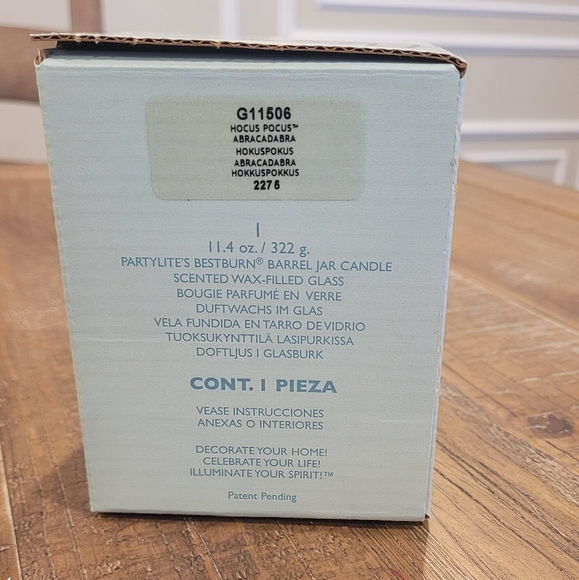 G11506
HOCUS POCUS™
ABRACADABRA
HOKUSPOKUS
ABRACADABRA
HOKKUSPOKKUS
2275
1
11.4 oz. / 322 g.
PARTYLITE'S BESTBURN® BARREL JAR CANDLE
SCENTED WAX-FILLED GLASS
BOUGIE PARFUMÉ EN VERRE
DUFTWACHS IM GLAS
VELA FUNDIDA EN TARRO DE VIDRIO
TUOKSUKYNTTILÄ LASIPURKISSA
DOFTLJUS I GLASBURK
CONT. 1 PIEZA
VEASE INSTRUCCIONES
ANEXAS O INTERIORES
DECORATE YOUR HOME!
CELEBRATE YOUR LIFE!
ILLUMINATE YOUR SPIRIT!™
Patent Pending